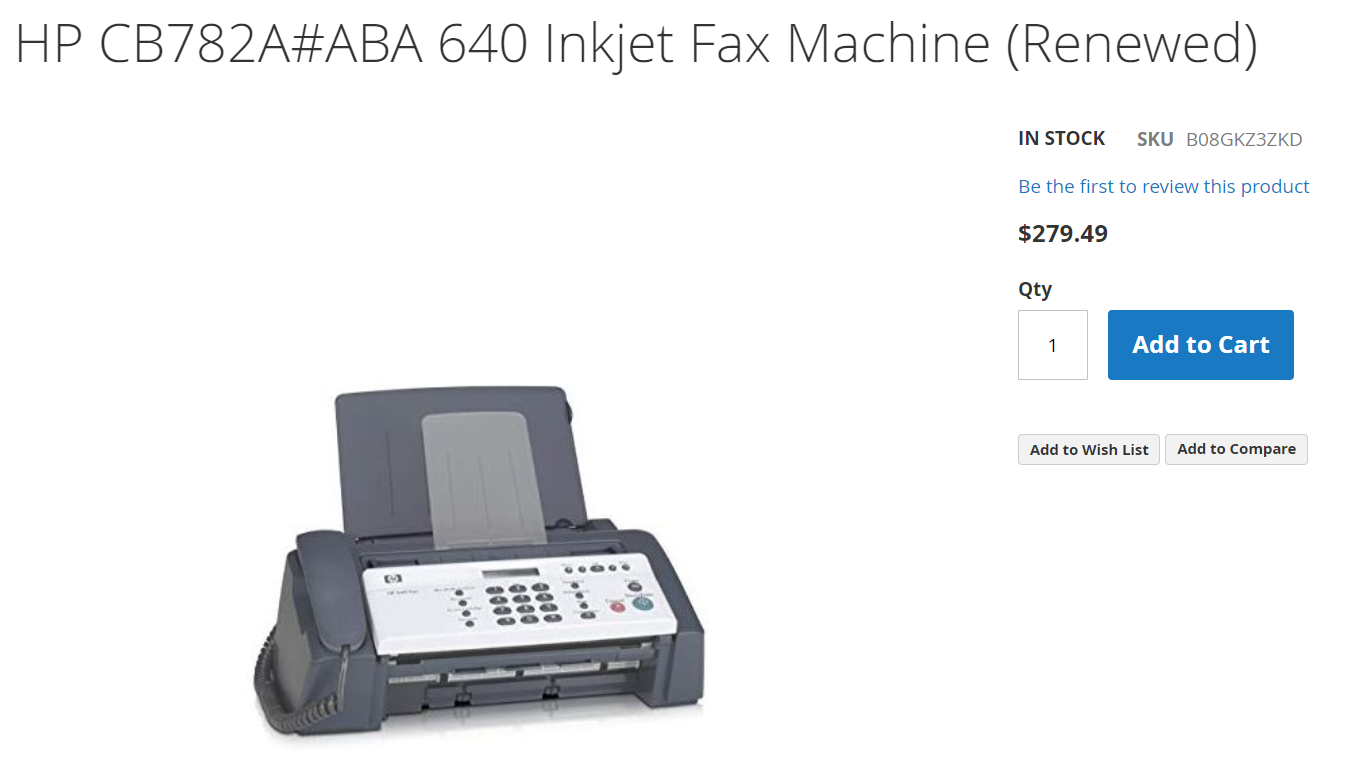 HP CB782A#ABA 640 Inkjet Fax Machine (Renewed)
IN STOCK SKU B08GKZ3ZKD
Be the first to review this product
$279.49
Qty
1 Add to Cart
Add to Wish List Add to Compare
hp